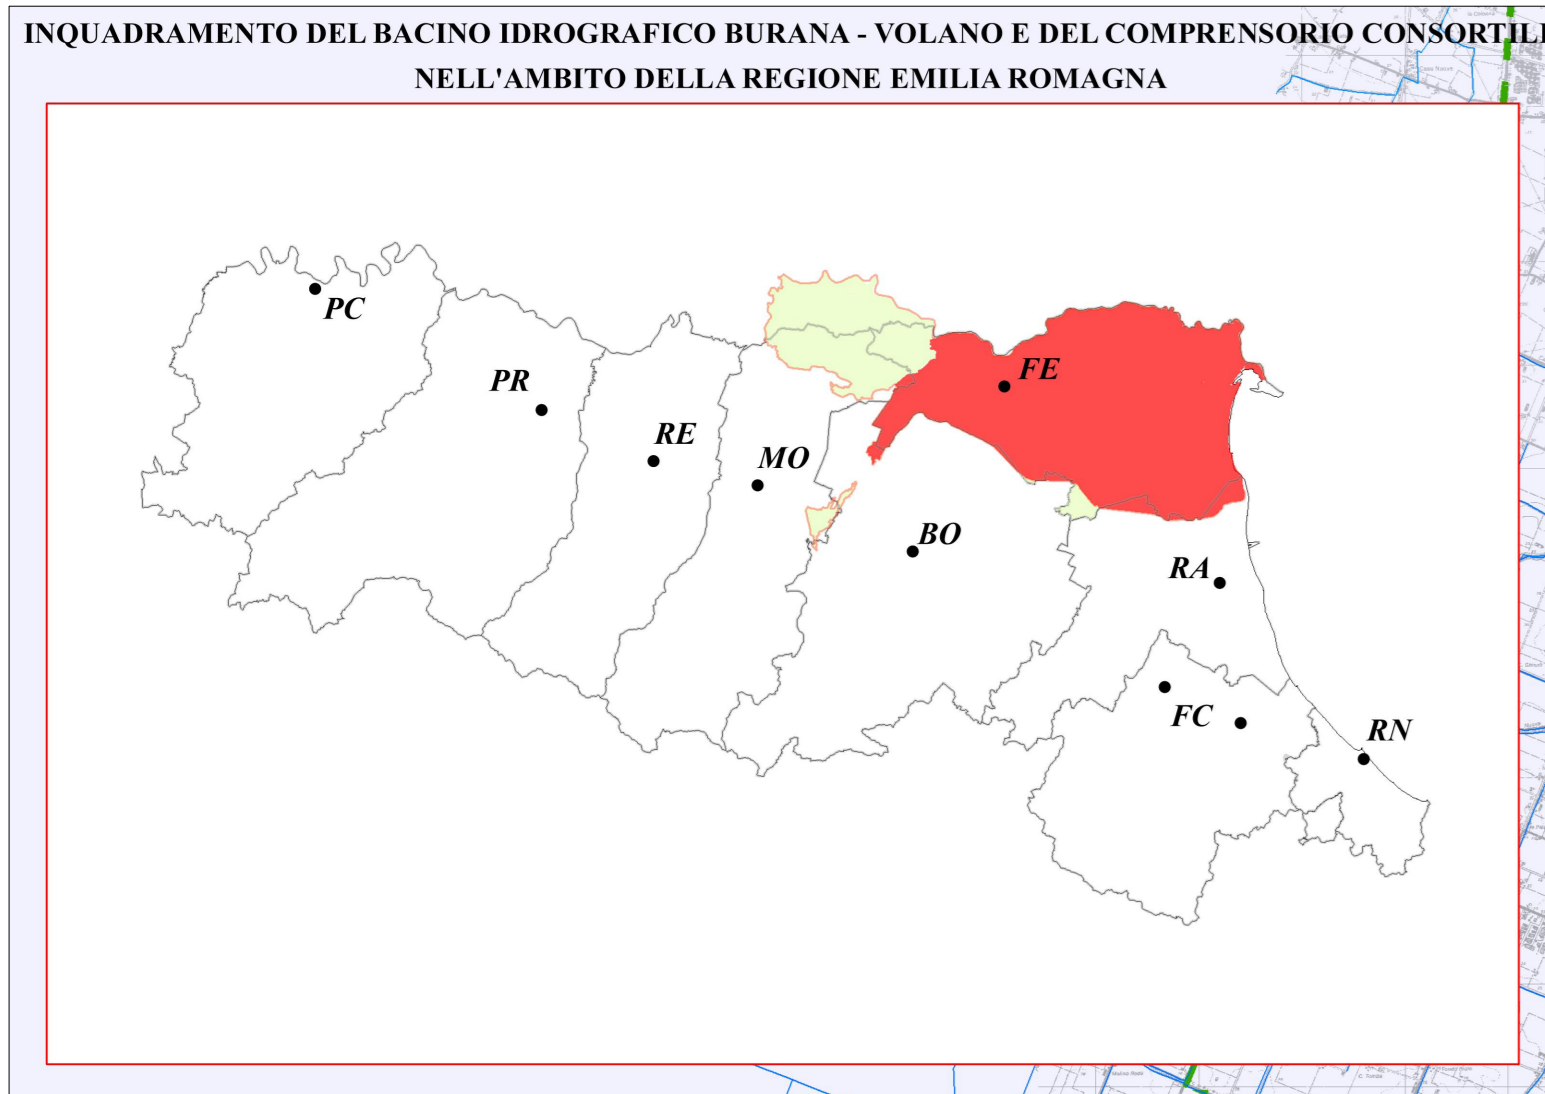 INQUADRAMENTO DEL BACINO IDROGRAFICO BURANA - VOLANO E DEL COMPRENSORIO CONSORTILE
NELL'AMBITO DELLA REGIONE EMILIA ROMAGNA
PC
PR
FE
RE
MO
BO
RA
FC
RN